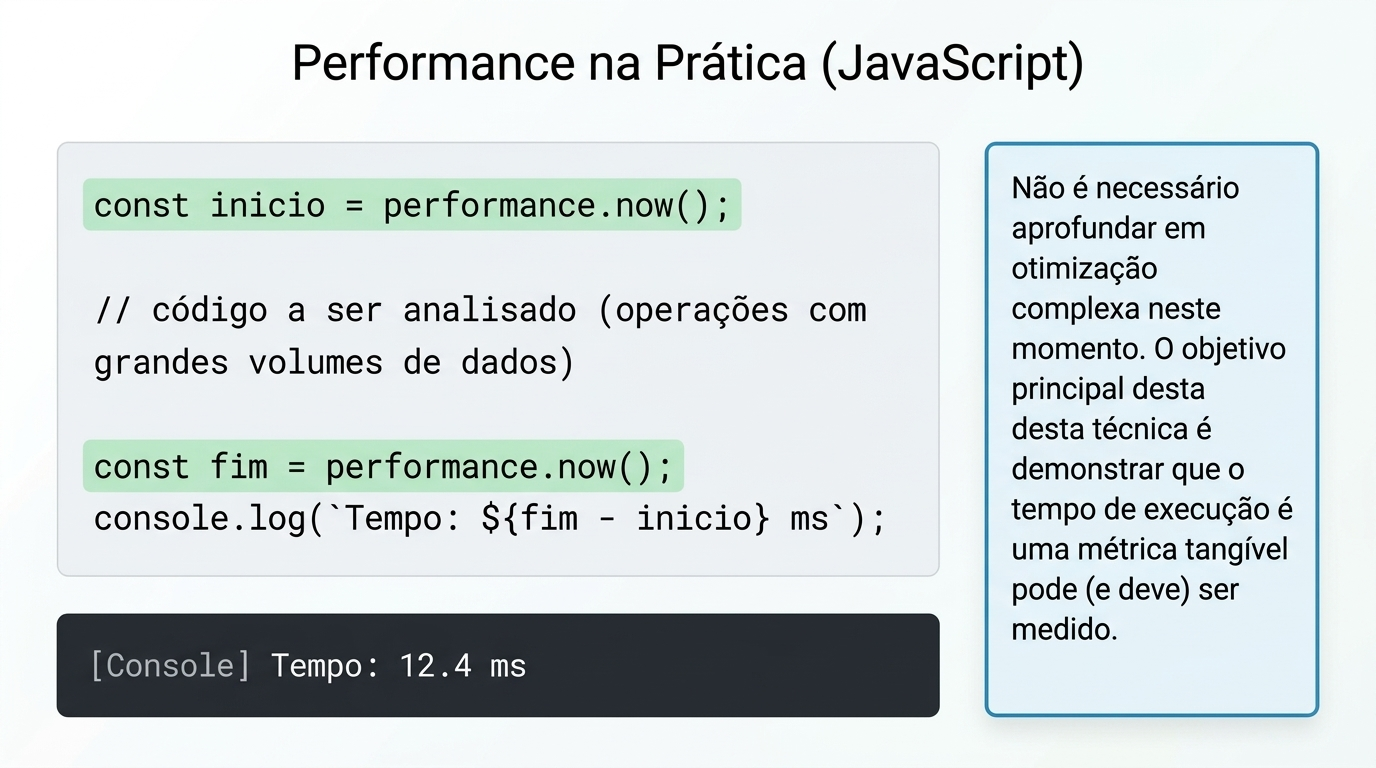 Performance na Prática (JavaScript)
const inicio = performance.now();
// código a ser analisado (operações com
grandes volumes de dados)
const fim = performance.now();
console.log(`Tempo: ${fim - inicio} ms`);
[Console] Tempo: 12.4 ms
Não é necessário
aprofundar em
otimização
complexa neste
momento. O objetivo
principal desta
desta técnica é
demonstrar que o
tempo de execução é
uma métrica tangível
pode (e deve) ser
medido.